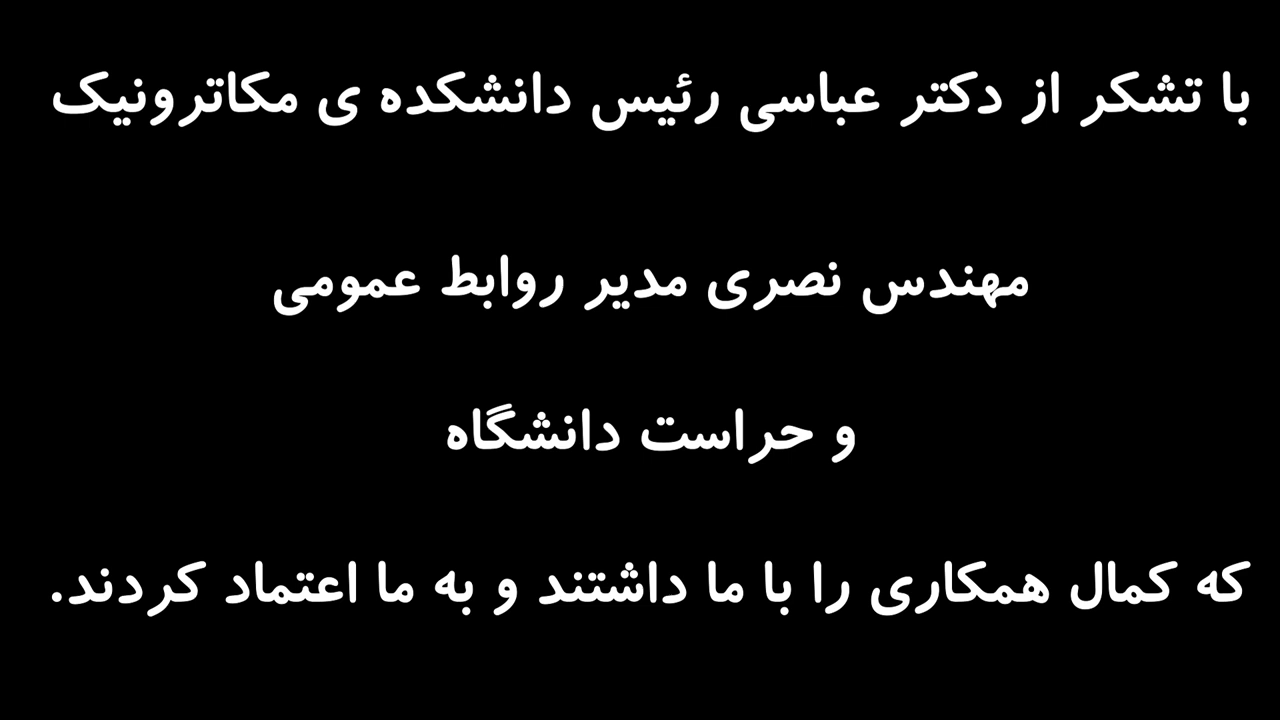 با تشکر از دکتر عباسی رئیس دانشکده ی مکاترونیک
مهندس نصری مدیر روابط عمومی
و حراست دانشگاه
که کمال همکاری را با ما داشتند و به ما اعتماد کردند.